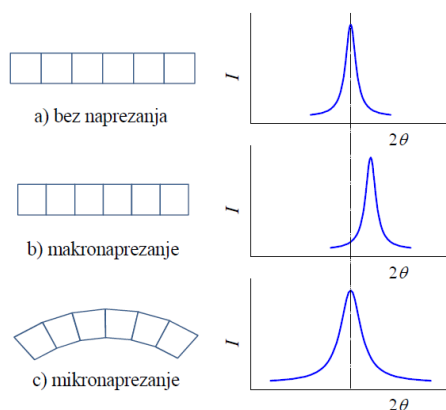 I
a) bez naprezanja
2θ
I
b) makronaprezanje
2θ
I
c) mikronaprezanje
2θ